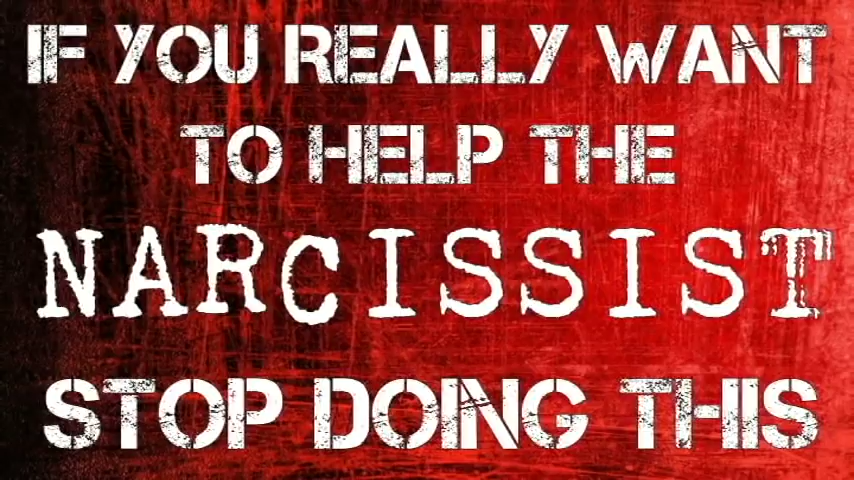 IF YOU REALLY WANT
TO HELP THE
NARCISSIST
STOP DOING THIS